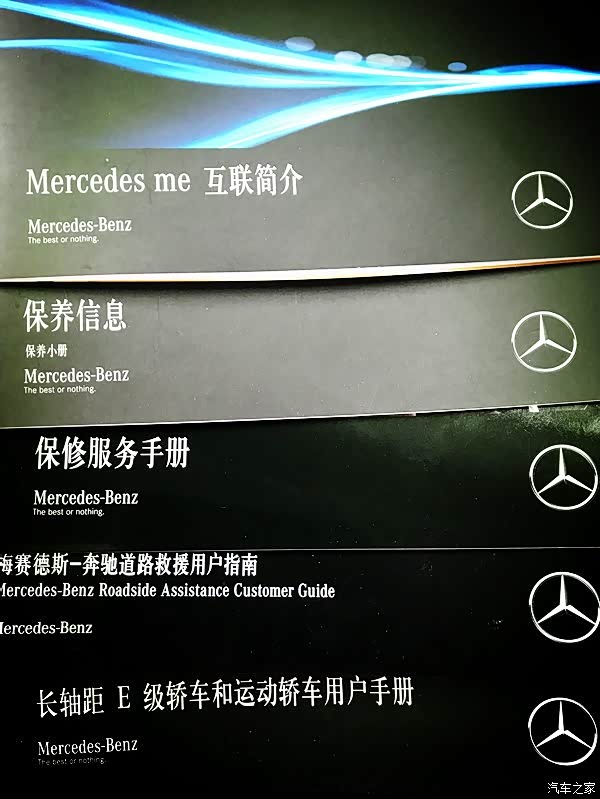 Mercedes me 互联简介
Mercedes-Benz
The best or nothing.
保养信息
保养小册
Mercedes-Benz
The best or nothing.
保修服务手册
Mercedes-Benz
The best or nothing.
梅赛德斯-奔驰道路救援用户指南
Mercedes-Benz Roadside Assistance Customer Guide
Mercedes-Benz
长轴距 E 级轿车和运动轿车用户手册
Mercedes-Benz
The best or nothing.
汽车之家